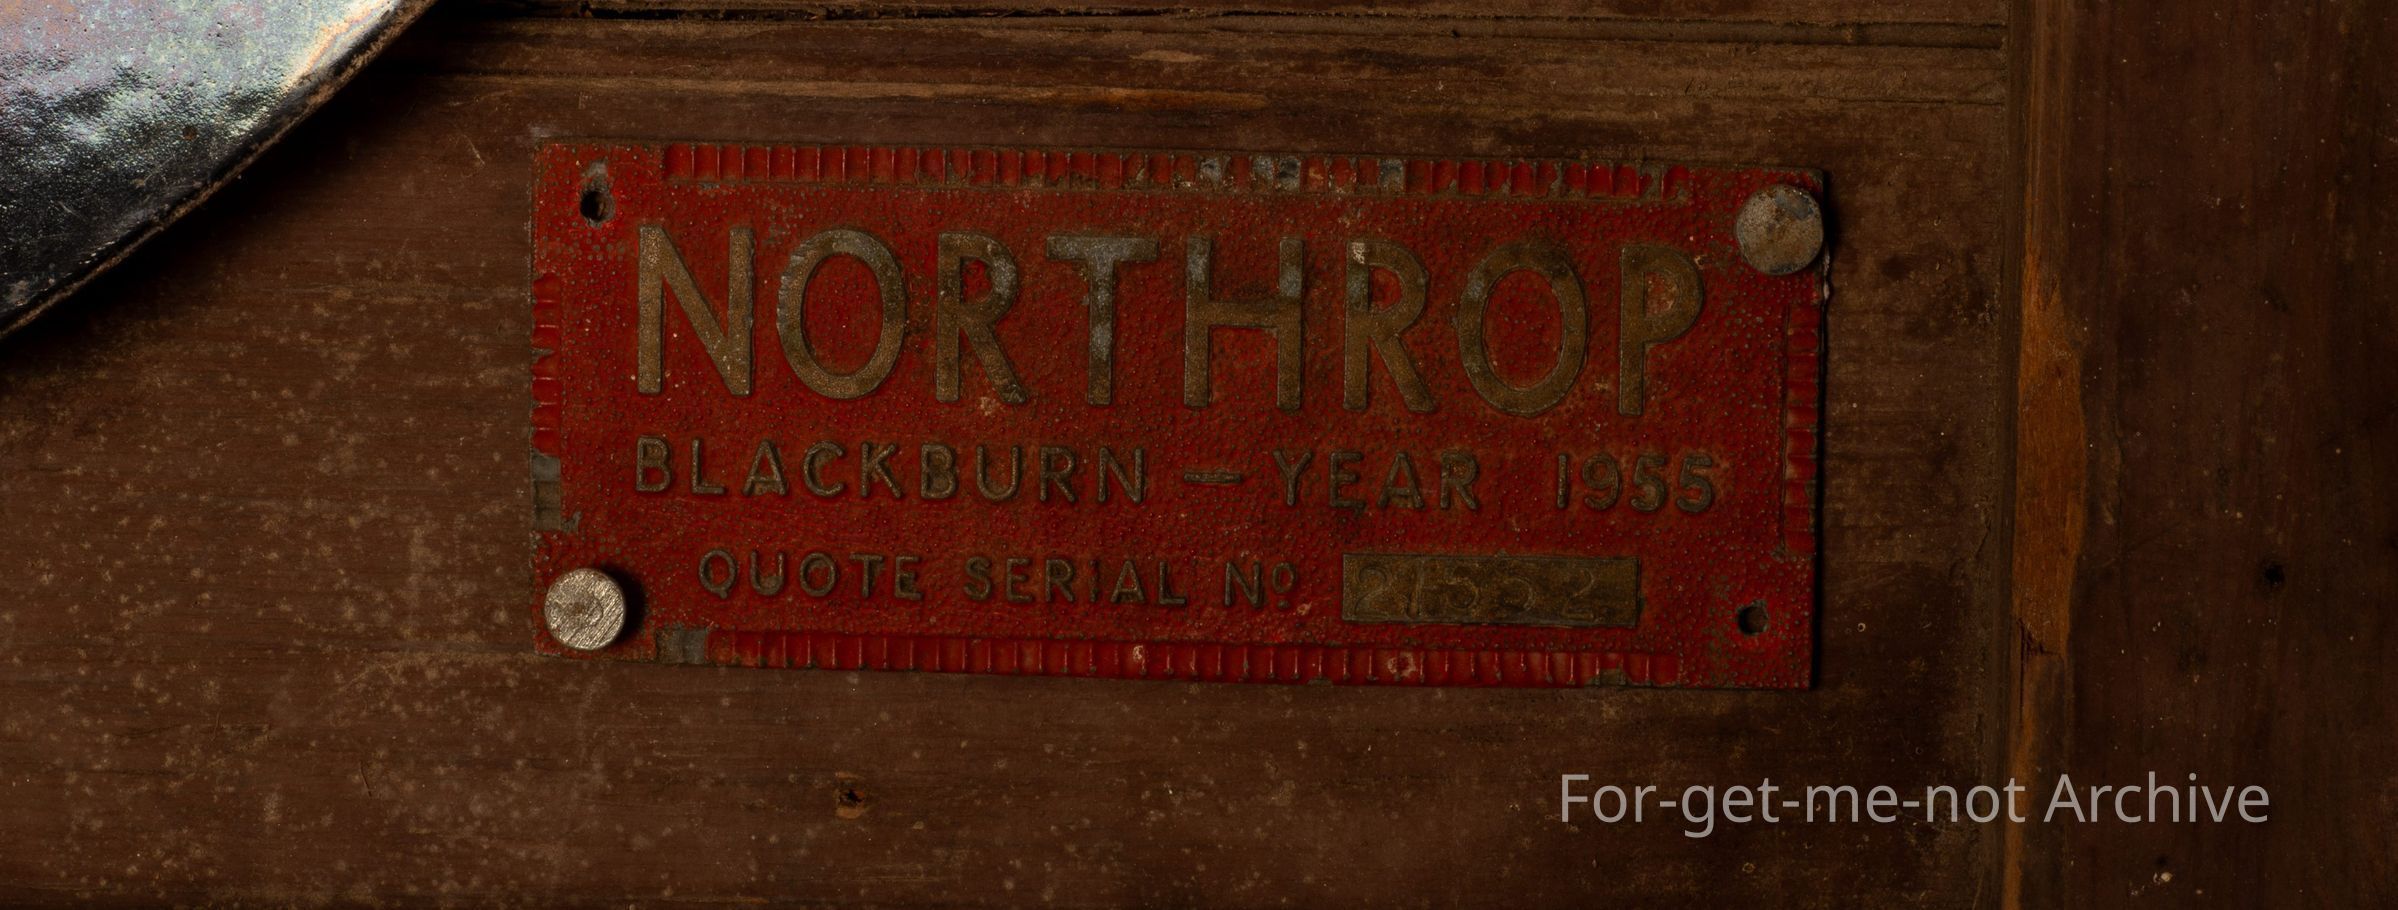 NORTHROP
BLACKBURN — YEAR 1955
QUOTE SERIAL Nº 21552
For-get-me-not Archive